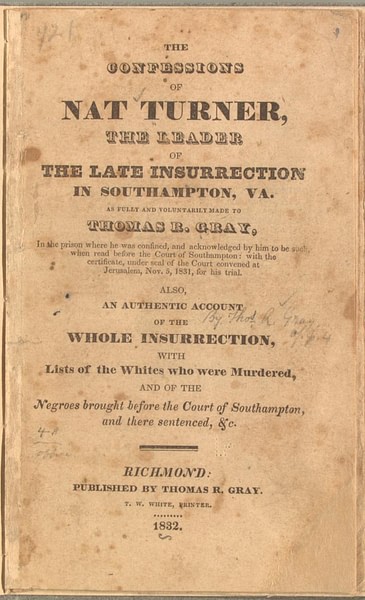 421
THE
CONFESSIONS
OF
NAT TURNER,
THE LEADER
OF
THE LATE INSURRECTION
IN SOUTHAMPTON, VA.
AS FULLY AND VOLUNTARILY MADE TO
THOMAS R. GRAY,
In the prison where he was confined, and acknowledged by him to be such,
when read before the Court of Southampton: with the
certificate, under seal of the Court convened at
Jerusalem, Nov. 5, 1831, for his trial.
ALSO,
AN AUTHENTIC ACCOUNT
OF THE
By Thos R. Gray
WHOLE INSURRECTION,
WITH
Lists of the Whites who were Murdered,
AND OF THE
Negroes brought before the Court of Southampton,
and there sentenced, &c.
RICHMOND:
PUBLISHED BY THOMAS R. GRAY.
T. W. WHITE, PRINTER.
1832.